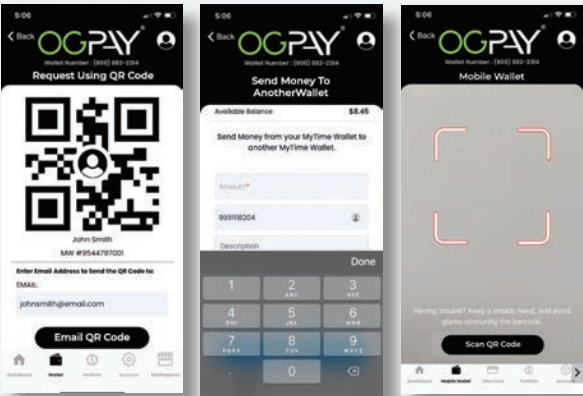 5:06
Back
OGPAY
Wallet Number : (800) 882-2314
Request Using QR Code
John Smith
MW #9544797001
Enter Email Address to Send the QR Code to:
EMAIL:
johnsmith@email.com
Email QR Code
Dashboard Wallet Portfolio Account Marketplace
5:06
Back
OGPAY
Wallet Number : (800) 882-2314
Send Money To
AnotherWallet
Available Balance $8.45
Send Money from your MyTime Wallet to
another MyTime Wallet.
Amount*
9991118204
Description
Done
1 2 3
ABC DEF
4 5 6
GHI JKL MNO
7 8 9
PQRS TUV WXYZ
. 0
5:06
Back
OGPAY
Wallet Number : (800) 882-2314
Mobile Wallet
Having trouble? Keep a steady hand, and avoid
glares obscuring the barcode.
Scan QR Code
Dashboard Mobile Wallet Portfolio